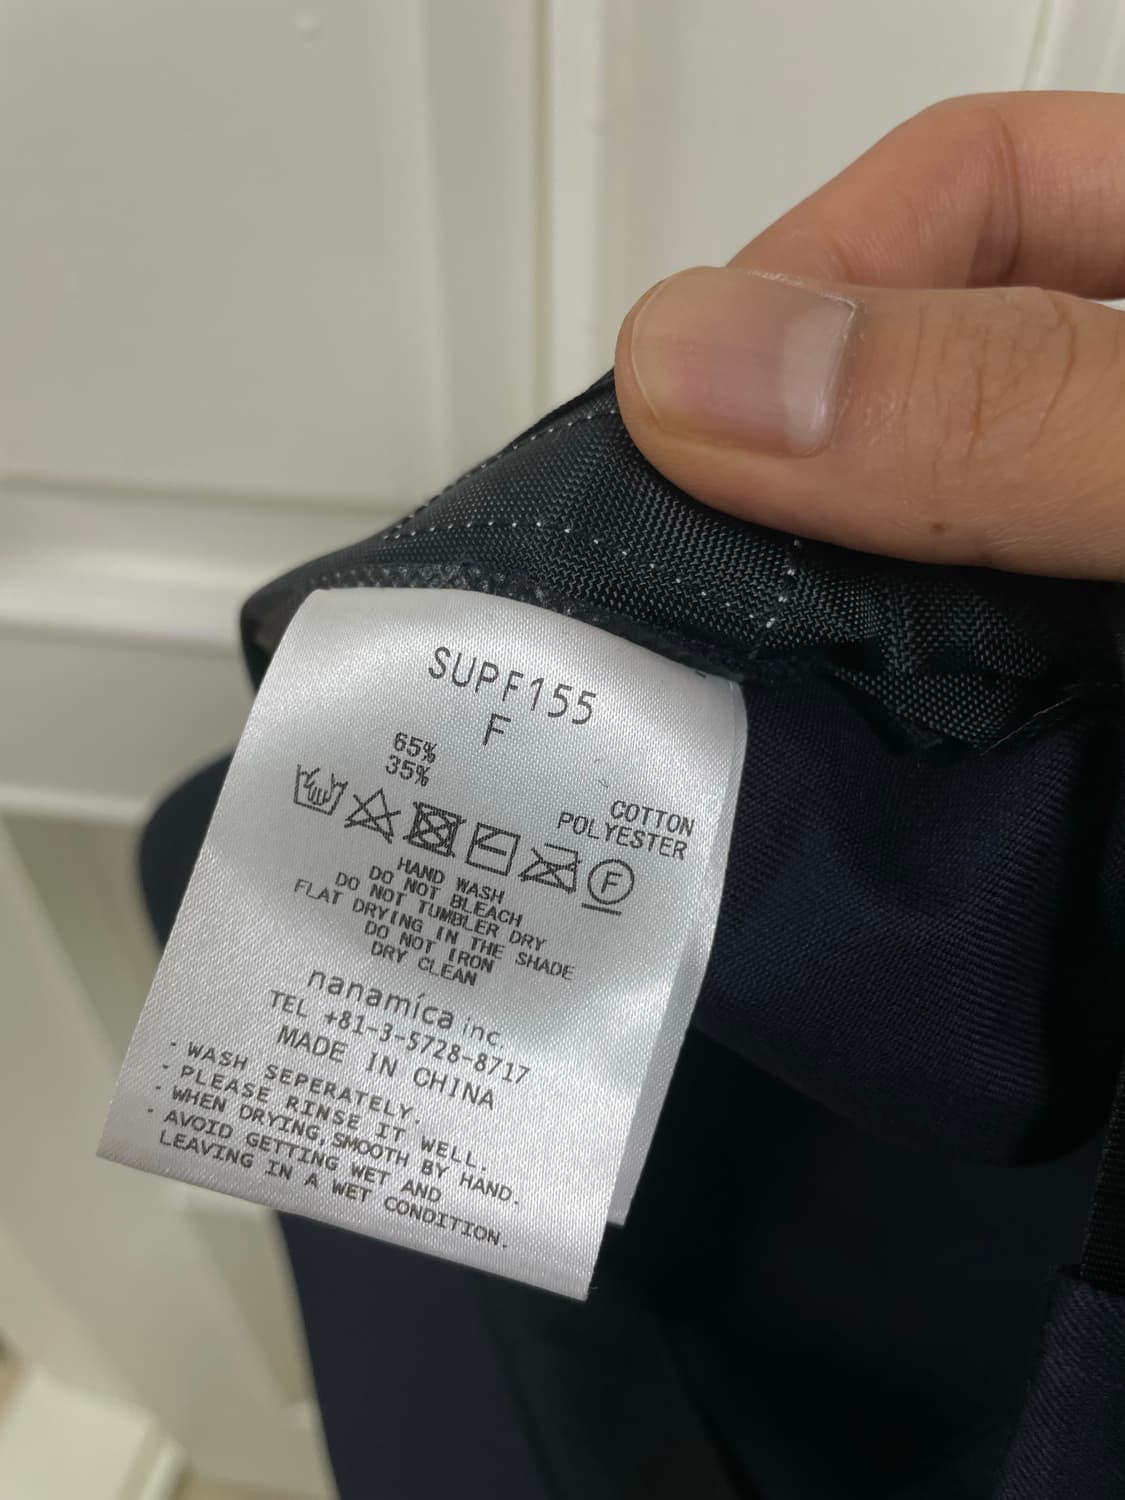 SUPF155
F
65% COTTON
35% POLYESTER
F
HAND WASH
DO NOT BLEACH
DO NOT TUMBLER DRY
FLAT DRYING IN THE SHADE
DO NOT IRON
DRY CLEAN
nanamica inc.
TEL +81-3-5728-8717
MADE IN CHINA
- WASH SEPERATELY.
- PLEASE RINSE IT WELL.
- WHEN DRYING, SMOOTH BY HAND.
- AVOID GETTING WET AND
LEAVING IN A WET CONDITION.